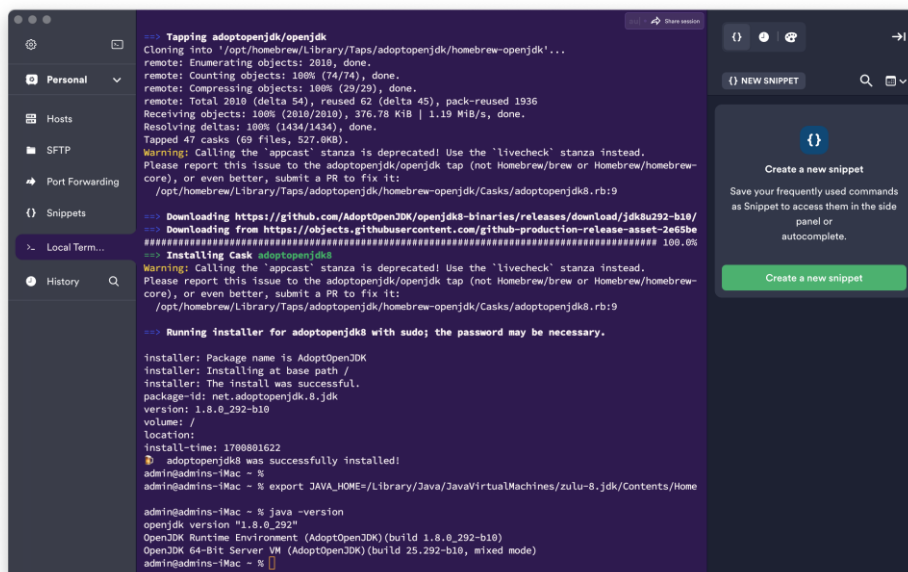 Share session
Personal
Hosts
SFTP
Port Forwarding
Snippets
Local Term...
History
==> Tapping adoptopenjdk/openjdk
Cloning into '/opt/homebrew/Library/Taps/adoptopenjdk/homebrew-openjdk'...
remote: Enumerating objects: 2010, done.
remote: Counting objects: 100% (74/74), done.
remote: Compressing objects: 100% (29/29), done.
remote: Total 2010 (delta 54), reused 62 (delta 45), pack-reused 1936
Receiving objects: 100% (2010/2010), 376.78 KiB | 1.19 MiB/s, done.
Resolving deltas: 100% (1434/1434), done.
Tapped 47 casks (69 files, 527.0KB).
Warning: Calling the `appcast` stanza is deprecated! Use the `livecheck` stanza instead.
Please report this issue to the adoptopenjdk/openjdk tap (not Homebrew/brew or Homebrew/homebrew-
core), or even better, submit a PR to fix it:
/opt/homebrew/Library/Taps/adoptopenjdk/homebrew-openjdk/Casks/adoptopenjdk8.rb:9
==> Downloading https://github.com/AdoptOpenJDK/openjdk8-binaries/releases/download/jdk8u292-b10/
==> Downloading from https://objects.githubusercontent.com/github-production-release-asset-2e65be
########################################################################################## 100.0%
==> Installing Cask adoptopenjdk8
Warning: Calling the `appcast` stanza is deprecated! Use the `livecheck` stanza instead.
Please report this issue to the adoptopenjdk/openjdk tap (not Homebrew/brew or Homebrew/homebrew-
core), or even better, submit a PR to fix it:
/opt/homebrew/Library/Taps/adoptopenjdk/homebrew-openjdk/Casks/adoptopenjdk8.rb:9
==> Running installer for adoptopenjdk8 with sudo; the password may be necessary.
installer: Package name is AdoptOpenJDK
installer: Installing at base path /
installer: The install was successful.
package-id: net.adoptopenjdk.8.jdk
version: 1.8.0_292-b10
volume: /
location:
install-time: 1700801622
🍺 adoptopenjdk8 was successfully installed!
admin@admins-iMac ~ %
admin@admins-iMac ~ % export JAVA_HOME=/Library/Java/JavaVirtualMachines/zulu-8.jdk/Contents/Home
admin@admins-iMac ~ % java -version
openjdk version "1.8.0_292"
OpenJDK Runtime Environment (AdoptOpenJDK)(build 1.8.0_292-b10)
OpenJDK 64-Bit Server VM (AdoptOpenJDK)(build 25.292-b10, mixed mode)
admin@admins-iMac ~ %
{} NEW SNIPPET
{}
Create a new snippet
Save your frequently used commands
as Snippet to access them in the side
panel or
autocomplete.
Create a new snippet